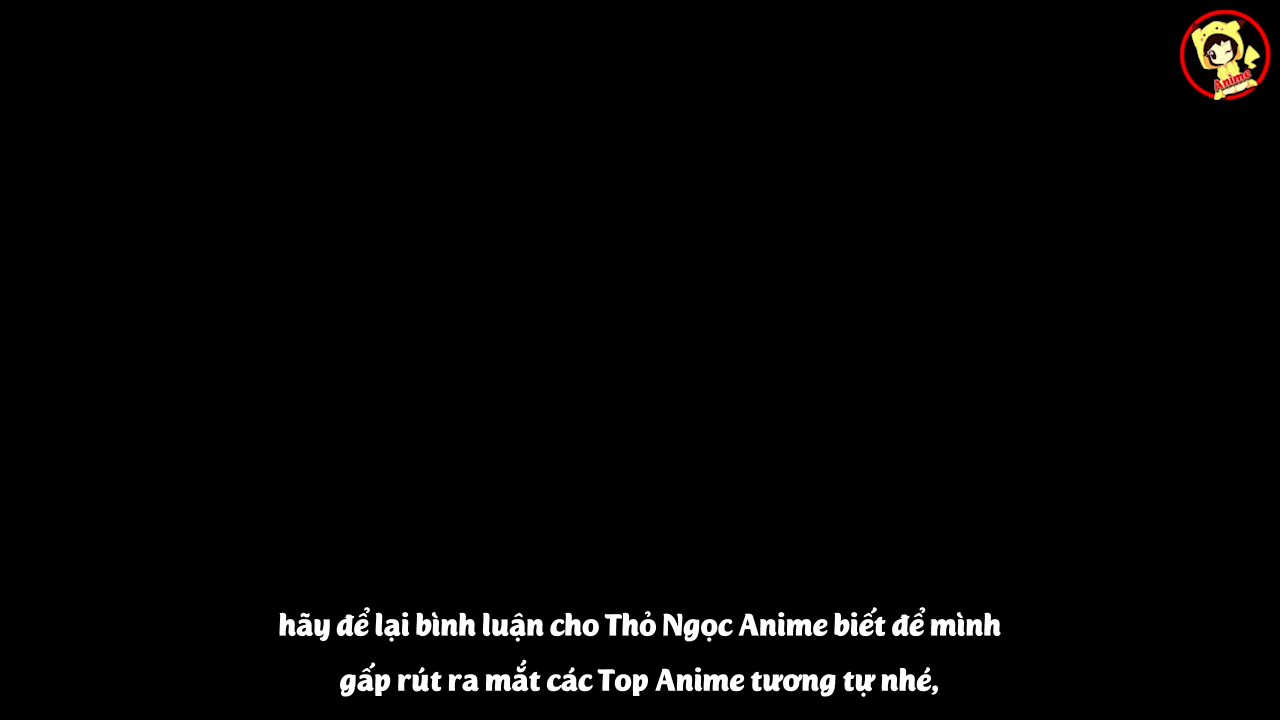 Anime
hãy để lại bình luận cho Thỏ Ngọc Anime biết để mình
gấp rút ra mắt các Top Anime tương tự nhé,